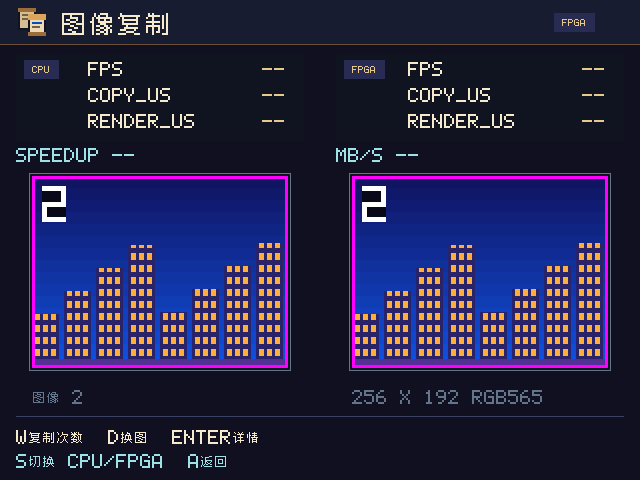 图像复制 FPGA
CPU FPS -- FPGA FPS --
COPY_US -- COPY_US --
RENDER_US -- RENDER_US --
SPEEDUP -- MB/S --
2 2
图像 2 256 X 192 RGB565
W复制次数 D换图 ENTER详情
S切换 CPU/FPGA A返回